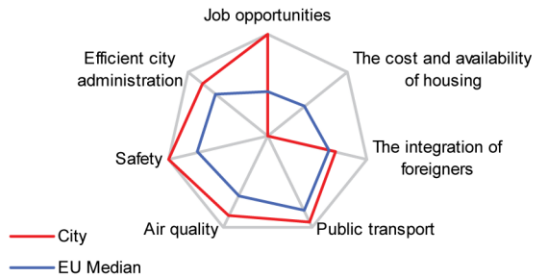 Job opportunities
Efficient city
administration
The cost and availability
of housing
The integration of
foreigners
Safety
Air quality
Public transport
City
EU Median